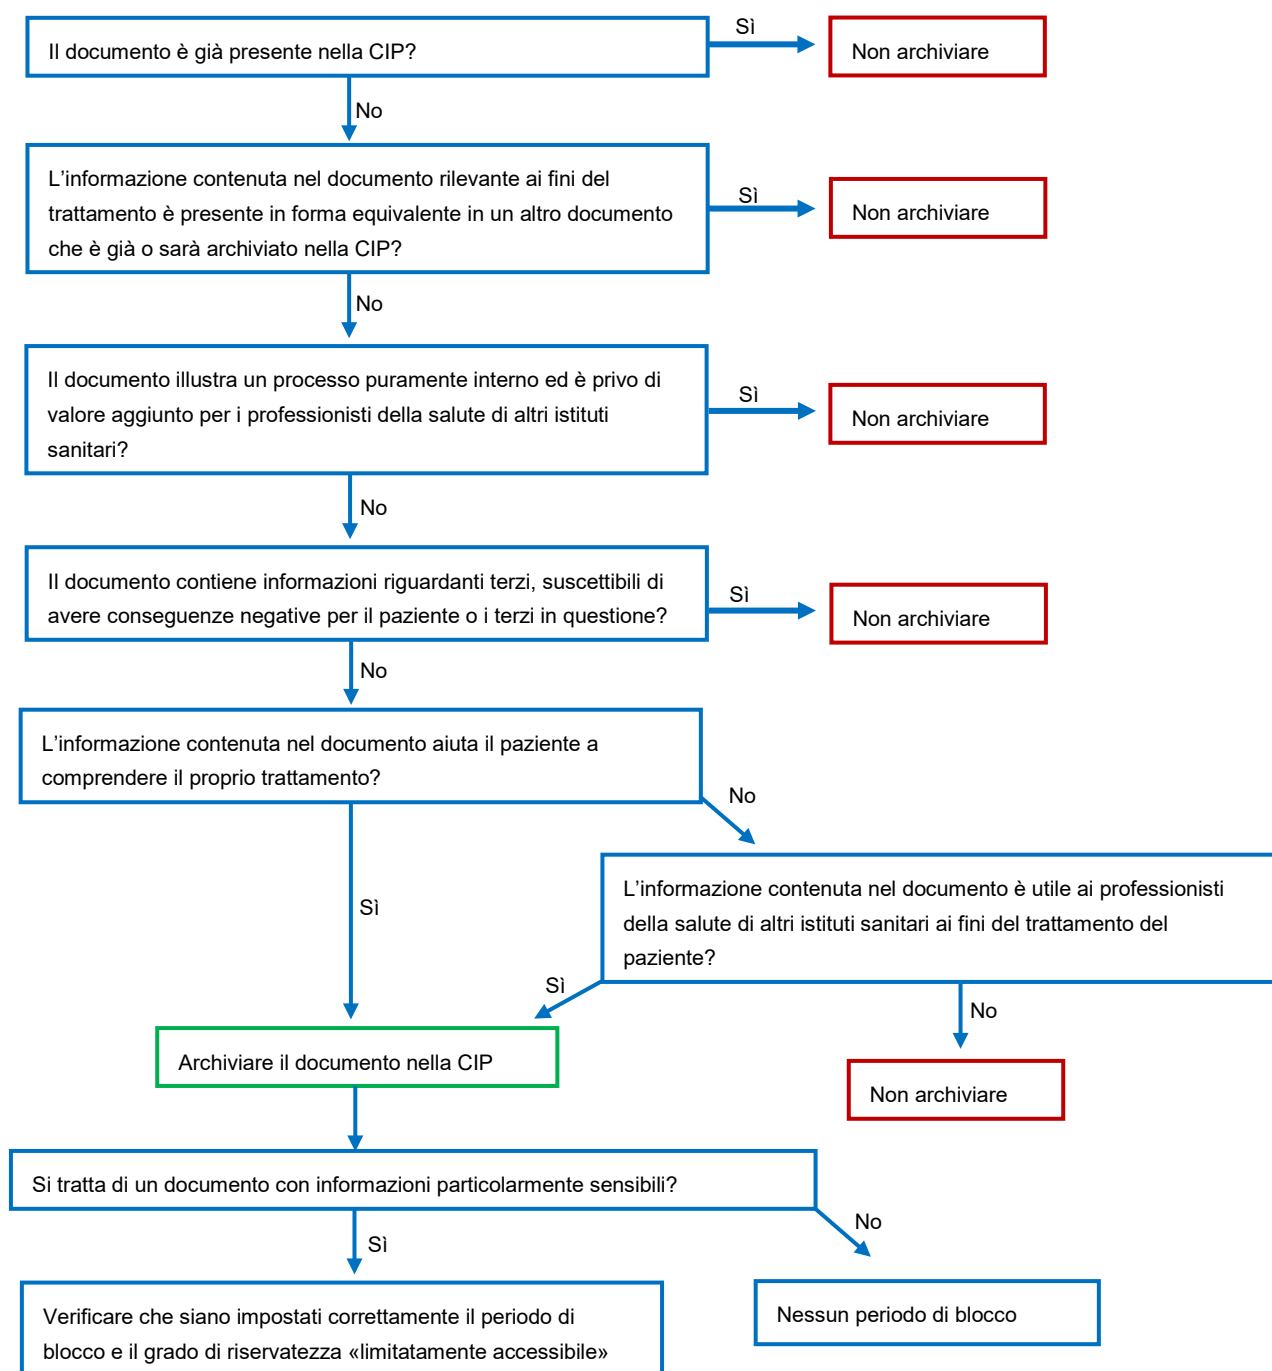 Il documento è già presente nella CIP?
Sì
Non archiviare
No
L’informazione contenuta nel documento rilevante ai fini del
trattamento è presente in forma equivalente in un altro documento
che è già o sarà archiviato nella CIP?
Sì
Non archiviare
No
Il documento illustra un processo puramente interno ed è privo di
valore aggiunto per i professionisti della salute di altri istituti
sanitari?
Sì
Non archiviare
No
Il documento contiene informazioni riguardanti terzi, suscettibili di
avere conseguenze negative per il paziente o i terzi in questione?
Sì
Non archiviare
No
L’informazione contenuta nel documento aiuta il paziente a
comprendere il proprio trattamento?
No
Sì
L’informazione contenuta nel documento è utile ai professionisti
della salute di altri istituti sanitari ai fini del trattamento del
paziente?
Sì
No
Archiviare il documento nella CIP
Non archiviare
Si tratta di un documento con informazioni particolarmente sensibili?
Sì
No
Verificare che siano impostati correttamente il periodo di
blocco e il grado di riservatezza «limitatamente accessibile»
Nessun periodo di blocco